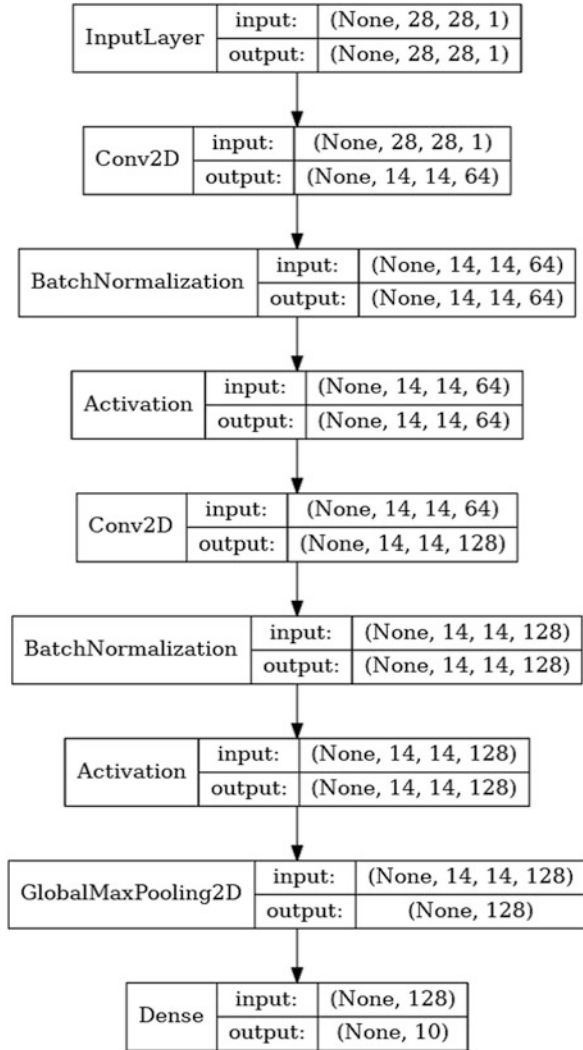 InputLayer
input: (None, 28, 28, 1)
output: (None, 28, 28, 1)
Conv2D
input: (None, 28, 28, 1)
output: (None, 14, 14, 64)
BatchNormalization
input: (None, 14, 14, 64)
output: (None, 14, 14, 64)
Activation
input: (None, 14, 14, 64)
output: (None, 14, 14, 64)
Conv2D
input: (None, 14, 14, 64)
output: (None, 14, 14, 128)
BatchNormalization
input: (None, 14, 14, 128)
output: (None, 14, 14, 128)
Activation
input: (None, 14, 14, 128)
output: (None, 14, 14, 128)
GlobalMaxPooling2D
input: (None, 14, 14, 128)
output: (None, 128)
Dense
input: (None, 128)
output: (None, 10)